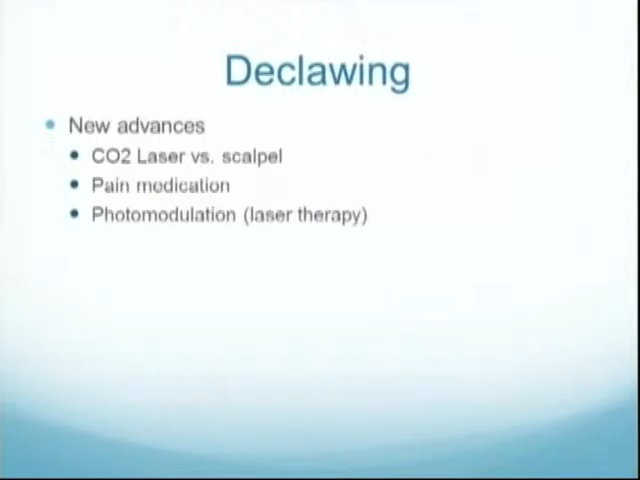 Declawing
New advances
CO2 Laser vs. scalpel
Pain medication
Photomodulation (laser therapy)